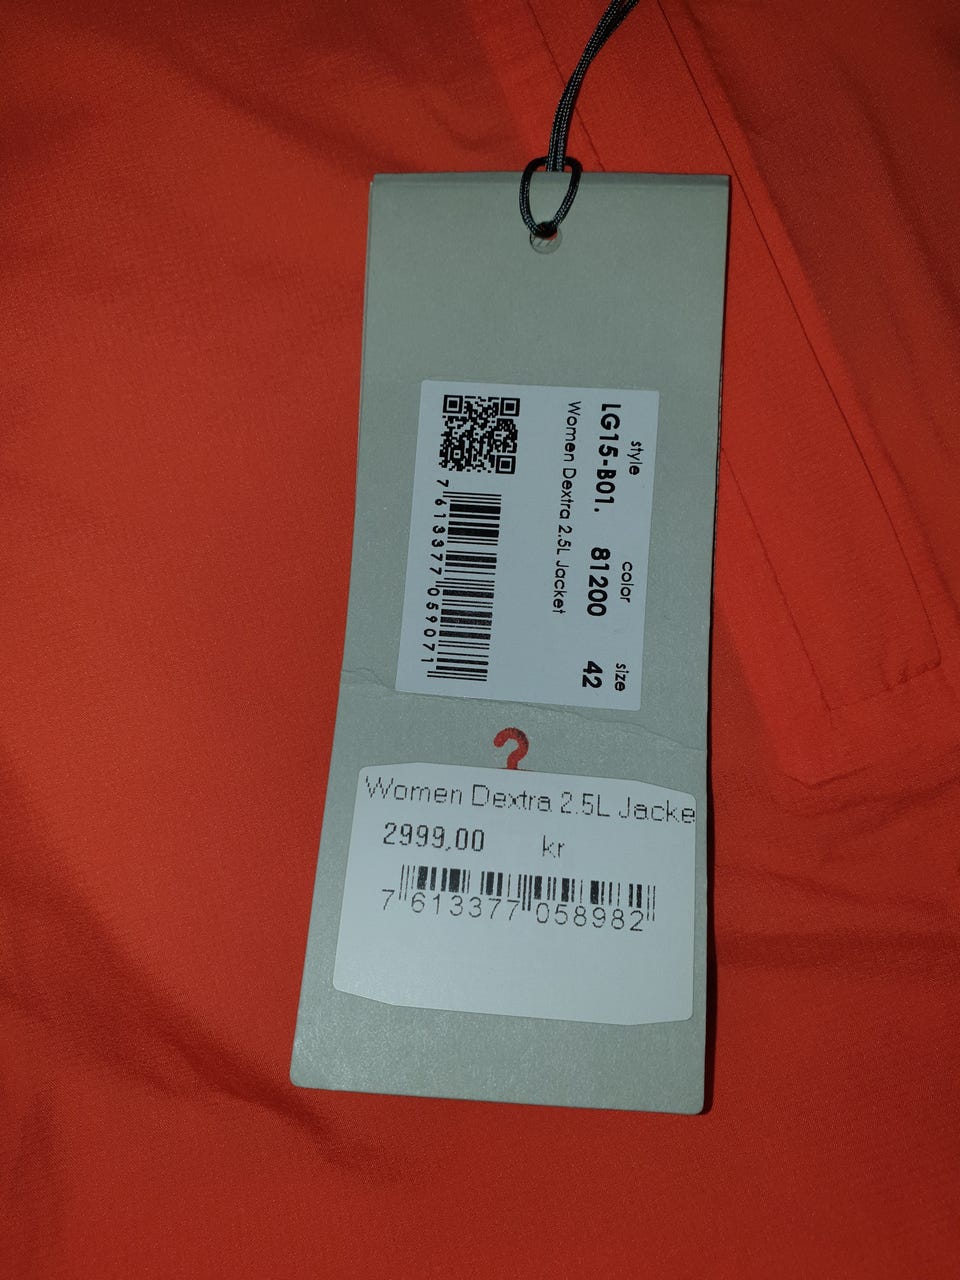 style color size
LG15-B01. 81200 42
Women Dextra 2.5L Jacket
7 613377 059071
Women Dextra 2.5L Jacke
2999,00 kr
7 613377 058982